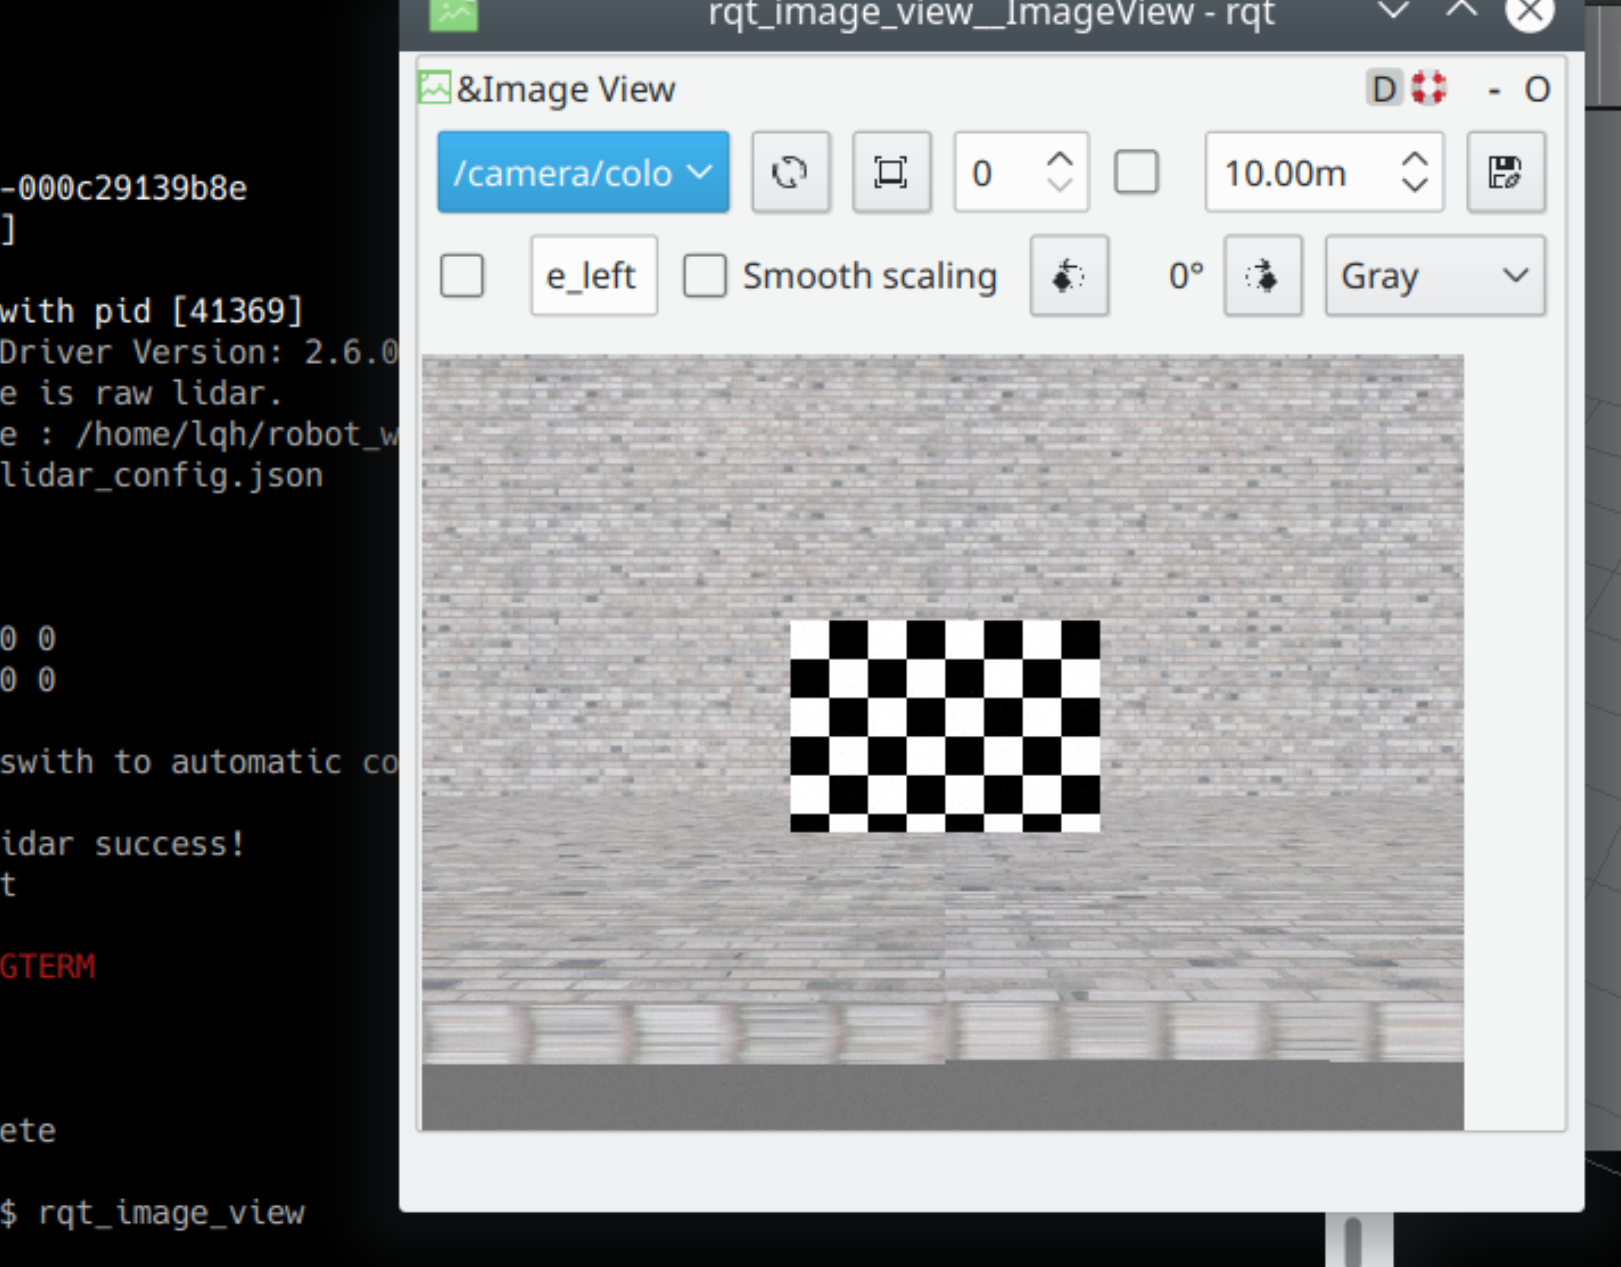 rqt_image_view__ImageView - rqt
&Image View
D
- O
/camera/colo
0
10.00m
e_left
Smooth scaling
0°
Gray
-000c29139b8e
]
with pid [41369]
Driver Version: 2.6.0
e is raw lidar.
e : /home/lqh/robot_w
lidar_config.json
0 0
0 0
swith to automatic co
idar success!
t
GTERM
ete
$ rqt_image_view